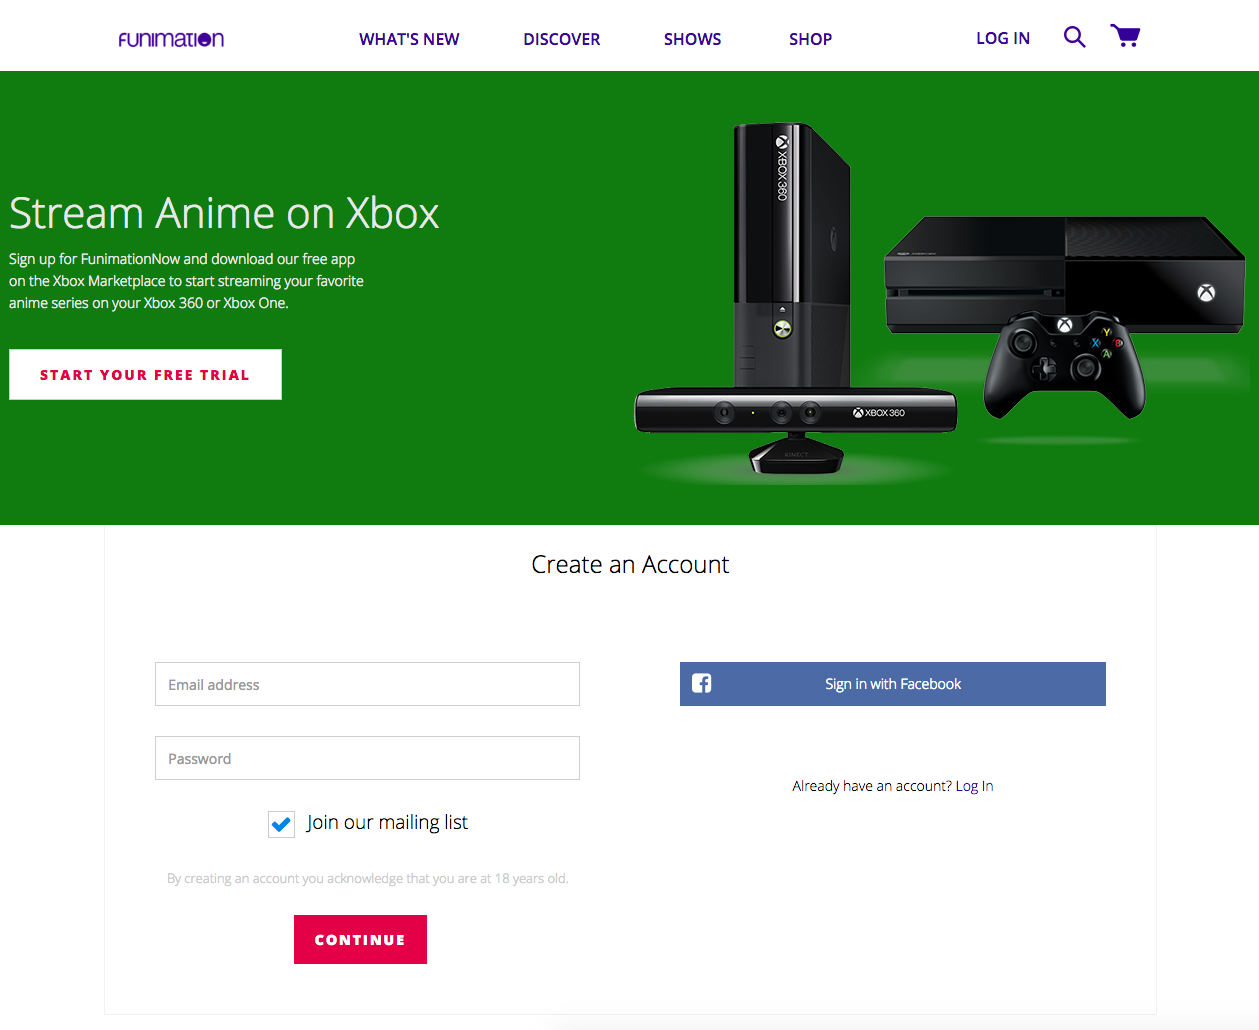 FUNIMATION
WHAT'S NEW
DISCOVER
SHOWS
SHOP
LOG IN
Stream Anime on Xbox
Sign up for FunimationNow and download our free app
on the Xbox Marketplace to start streaming your favorite
anime series on your Xbox 360 or Xbox One.
START YOUR FREE TRIAL
XBOX 360
XBOX 360
KINECT
Y
X
B
A
Create an Account
Email address
Password
Join our mailing list
By creating an account you acknowledge that you are at 18 years old.
CONTINUE
Sign in with Facebook
Already have an account? Log In